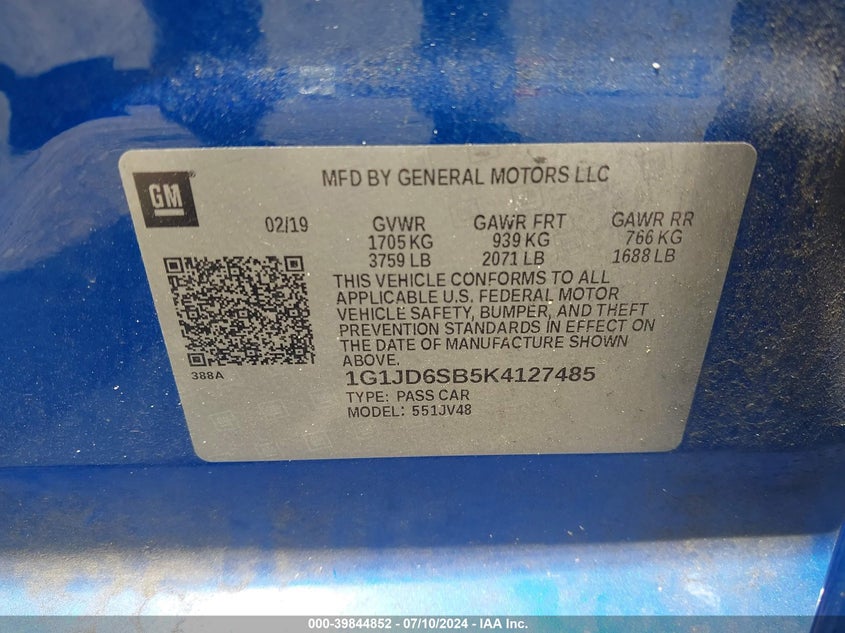 GM
MFD BY GENERAL MOTORS LLC
02/19 GVWR GAWR FRT GAWR RR
1705 KG 939 KG 766 KG
3759 LB 2071 LB 1688 LB
THIS VEHICLE CONFORMS TO ALL
APPLICABLE U.S. FEDERAL MOTOR
VEHICLE SAFETY, BUMPER, AND THEFT
PREVENTION STANDARDS IN EFFECT ON
THE DATE OF MANUFACTURE SHOWN
ABOVE.
388A
1G1JD6SB5K4127485
TYPE: PASS CAR
MODEL: 551JV48
000-39844852 / 07/10/2024 - IAA Inc.